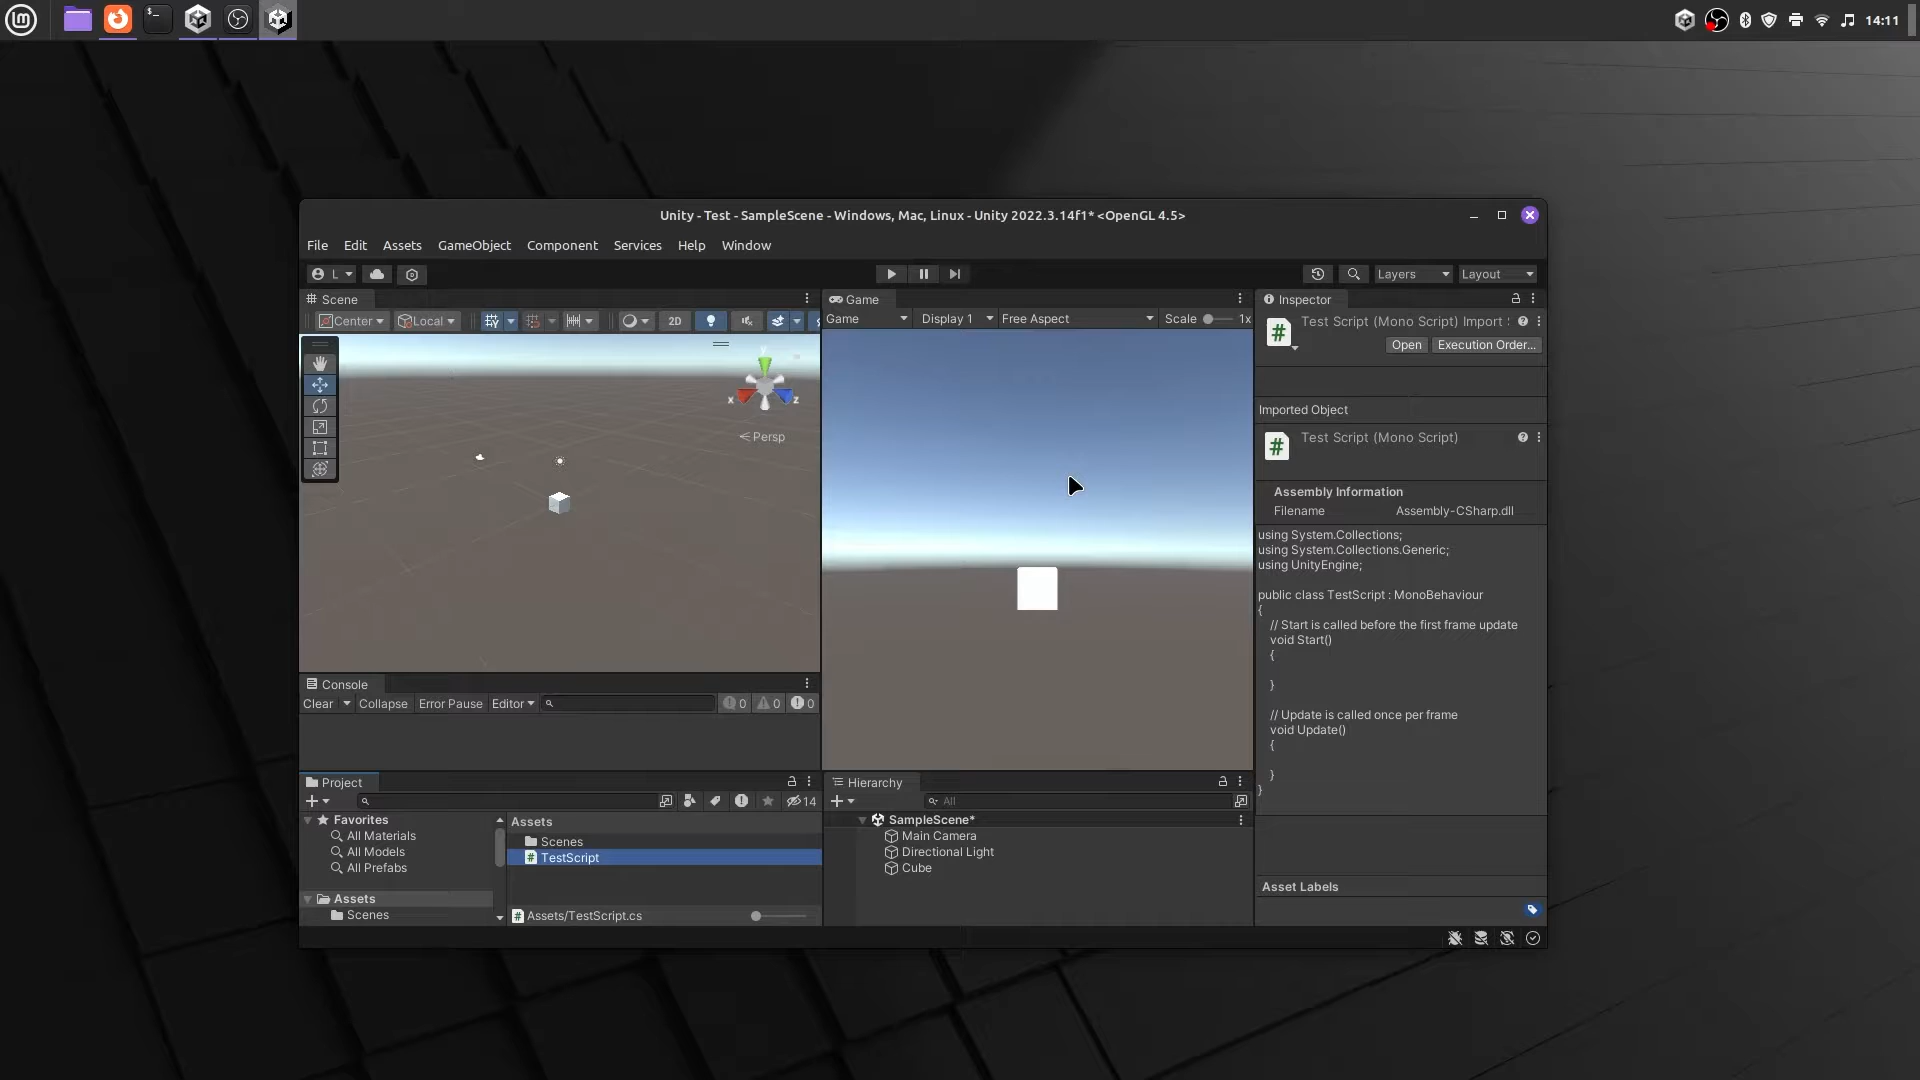 14:11
Unity - Test - SampleScene - Windows, Mac, Linux - Unity 2022.3.14f1* <OpenGL 4.5>
File Edit Assets GameObject Component Services Help Window
L
Layers
Layout
Scene
Center
Local
2D
y
x
z
< Persp
Game
Game
Display 1
Free Aspect
Scale
1x
Inspector
Test Script (Mono Script) Import
Open
Execution Order...
Imported Object
Test Script (Mono Script)
Assembly Information
Filename Assembly-CSharp.dll
using System.Collections;
using System.Collections.Generic;
using UnityEngine;
public class TestScript : MonoBehaviour
{
// Start is called before the first frame update
void Start()
{
}
// Update is called once per frame
void Update()
{
}
}
Asset Labels
Console
Clear
Collapse
Error Pause
Editor
0
0
0
Project
14
Favorites
All Materials
All Models
All Prefabs
Assets
Scenes
Assets
Scenes
TestScript
Assets/TestScript.cs
Hierarchy
All
SampleScene*
Main Camera
Directional Light
Cube